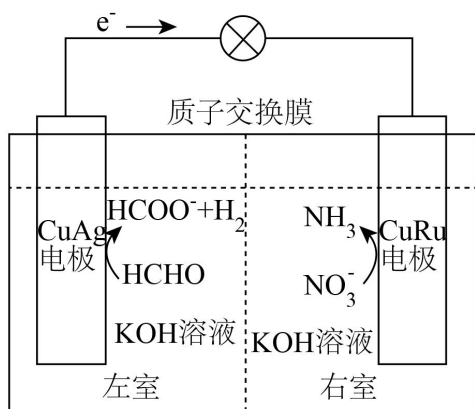 e⁻
质子交换膜
HCOO⁻+H₂
CuAg
电极
HCHO
KOH溶液
左室
NH₃
CuRu
电极
NO₃⁻
KOH溶液
右室